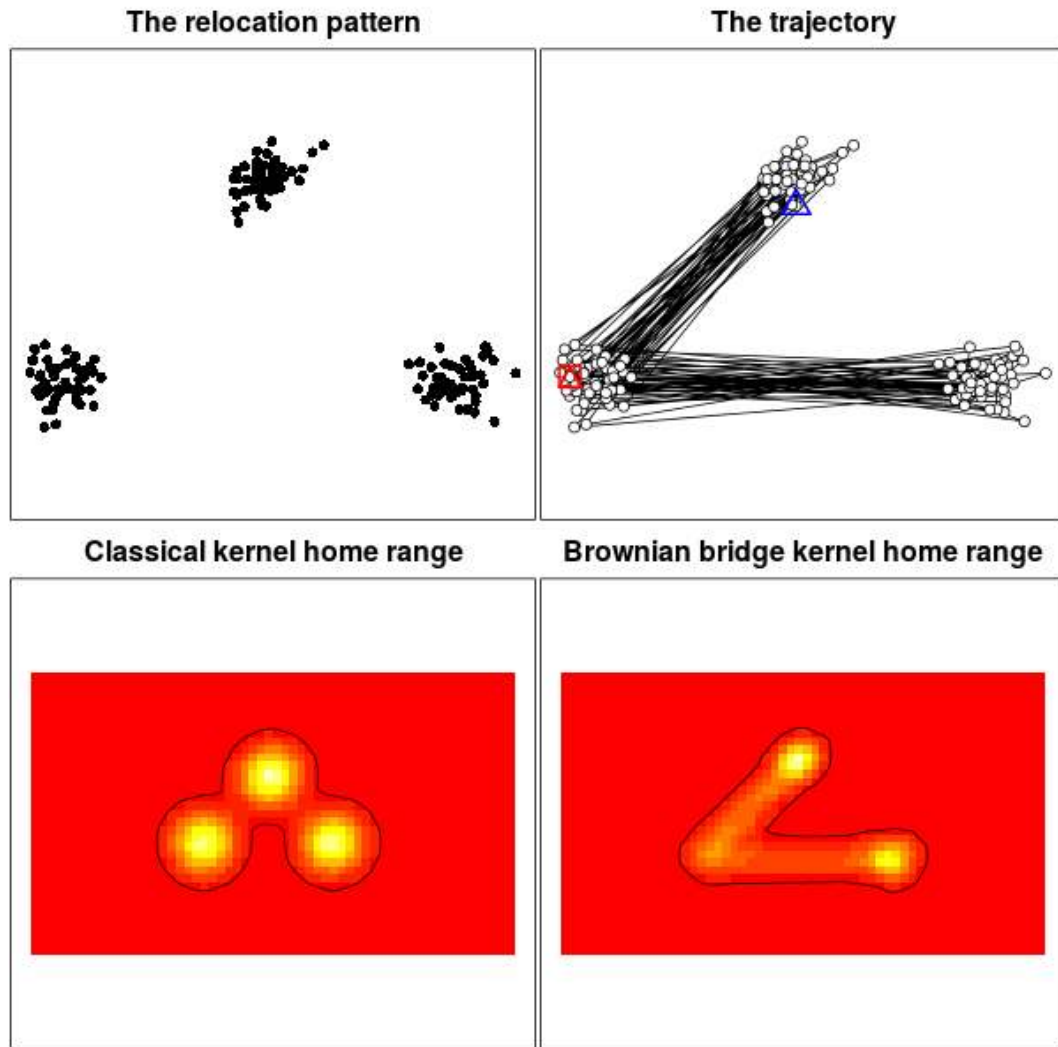 The relocation pattern
The trajectory
Classical kernel home range
Brownian bridge kernel home range